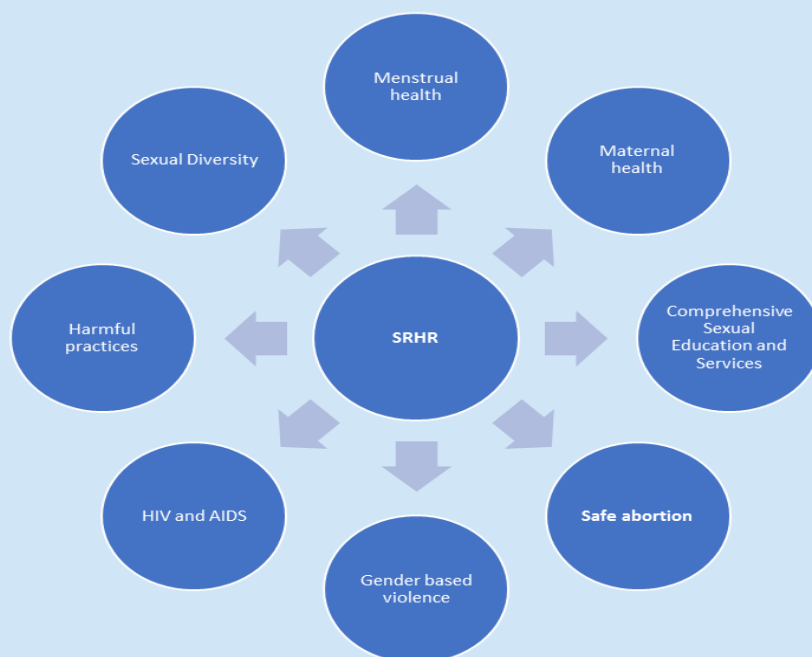 Menstrual
health
Maternal
health
Comprehensive
Sexual
Education and
Services
Safe abortion
Gender based
violence
HIV and AIDS
Harmful
practices
Sexual Diversity
SRHR